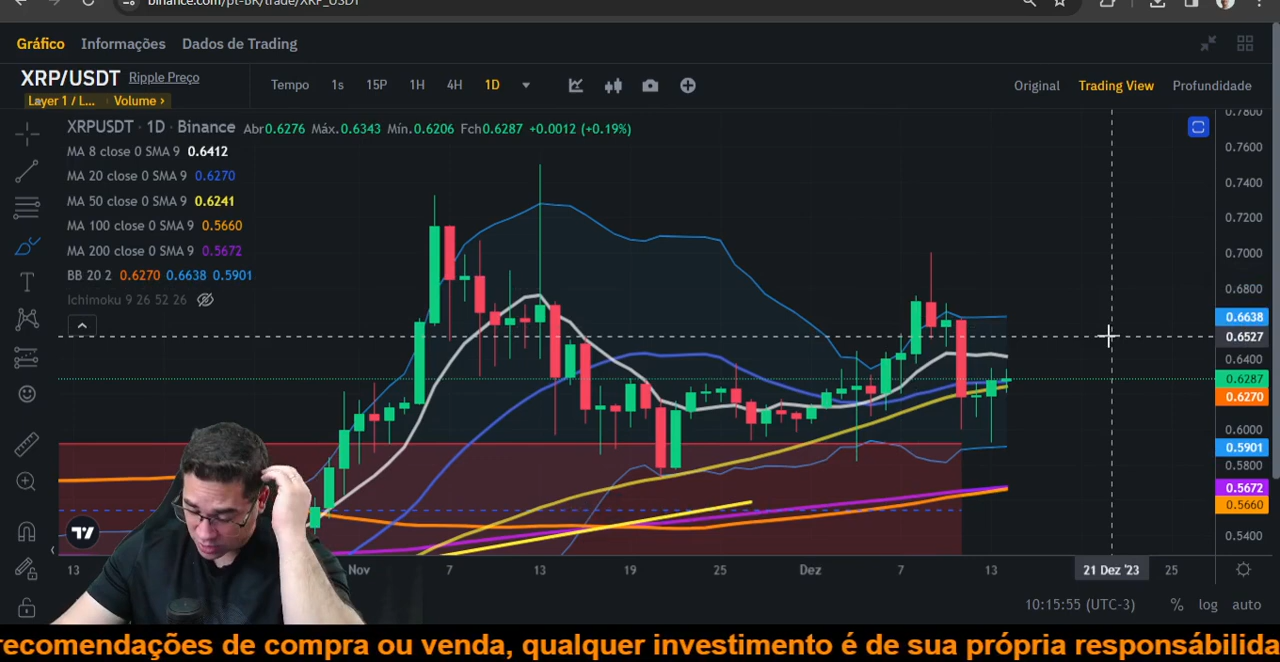 binance.com/pt-BR/trade/XRP_USDT
Gráfico Informações Dados de Trading
XRP/USDT Ripple Preço
Layer 1 / L... Volume ›
Tempo 1s 15P 1H 4H 1D
Original Trading View Profundidade
XRPUSDT · 1D · Binance Abr0.6276 Máx.0.6343 Mín.0.6206 Fch0.6287 +0.0012 (+0.19%)
MA 8 close 0 SMA 9 0.6412
MA 20 close 0 SMA 9 0.6270
MA 50 close 0 SMA 9 0.6241
MA 100 close 0 SMA 9 0.5660
MA 200 close 0 SMA 9 0.5672
BB 20 2 0.6270 0.6638 0.5901
Ichimoku 9 26 52 26
0.7800
0.7600
0.7400
0.7200
0.7000
0.6800
0.6638
0.6527
0.6400
0.6287
0.6270
0.6000
0.5901
0.5800
0.5672
0.5660
0.5400
13 Nov 7 13 19 25 Dez 7 13 21 Dez '23 25
10:15:55 (UTC-3) % log auto
recomendações de compra ou venda, qualquer investimento é de sua própria responsábilida